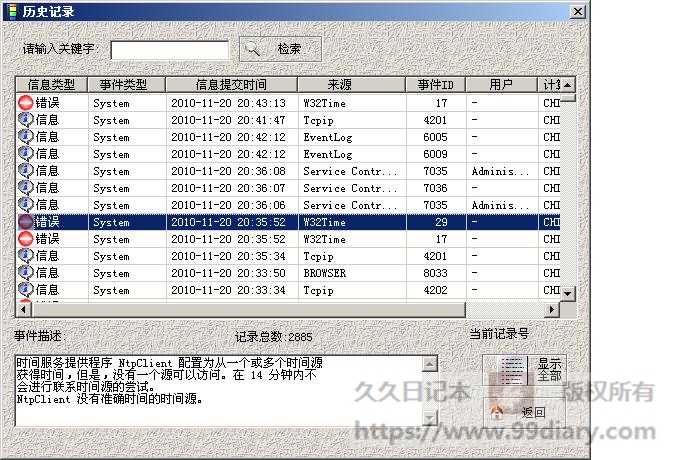 历史记录
请输入关键字: 检索
信息类型 事件类型 信息提交时间 来源 事件ID 用户 计算
错误 System 2010-11-20 20:43:13 W32Time 17 - CHI
信息 System 2010-11-20 20:41:47 Tcpip 4201 - CHI
信息 System 2010-11-20 20:42:12 EventLog 6005 - CHI
信息 System 2010-11-20 20:42:12 EventLog 6009 - CHI
信息 System 2010-11-20 20:36:08 Service Contr... 7035 Adminis... CHI
信息 System 2010-11-20 20:36:07 Service Contr... 7036 - CHI
信息 System 2010-11-20 20:36:06 Service Contr... 7035 Adminis... CHI
错误 System 2010-11-20 20:35:52 W32Time 29 - CHI
错误 System 2010-11-20 20:35:52 W32Time 17 - CHI
信息 System 2010-11-20 20:35:34 Tcpip 4201 - CHI
信息 System 2010-11-20 20:33:50 BROWSER 8033 - CHI
信息 System 2010-11-20 20:33:34 Tcpip 4202 - CHI
事件描述: 记录总数:2885 当前记录号
时间服务提供程序 NtpClient 配置为从一个或多个时间源
获得时间，但是，没有一个源可以访问。在 14 分钟内不
会进行联系时间源的尝试。
NtpClient 没有准确时间的时间源。
显示
全部
返回
久久日记本 版权所有
https://www.99diary.com